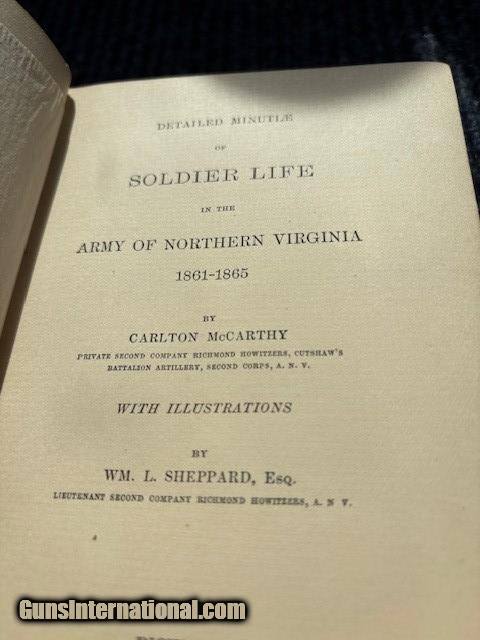 DETAILED MINUTIÆ
OF
SOLDIER LIFE
IN THE
ARMY OF NORTHERN VIRGINIA
1861-1865
BY
CARLTON McCARTHY
PRIVATE SECOND COMPANY RICHMOND HOWITZERS, CUTSHAW'S
BATTALION ARTILLERY, SECOND CORPS, A. N. V.
WITH ILLUSTRATIONS
BY
WM. L. SHEPPARD, Esq.
LIEUTENANT SECOND COMPANY RICHMOND HOWITZERS, A. N V.
GunsInternational.com